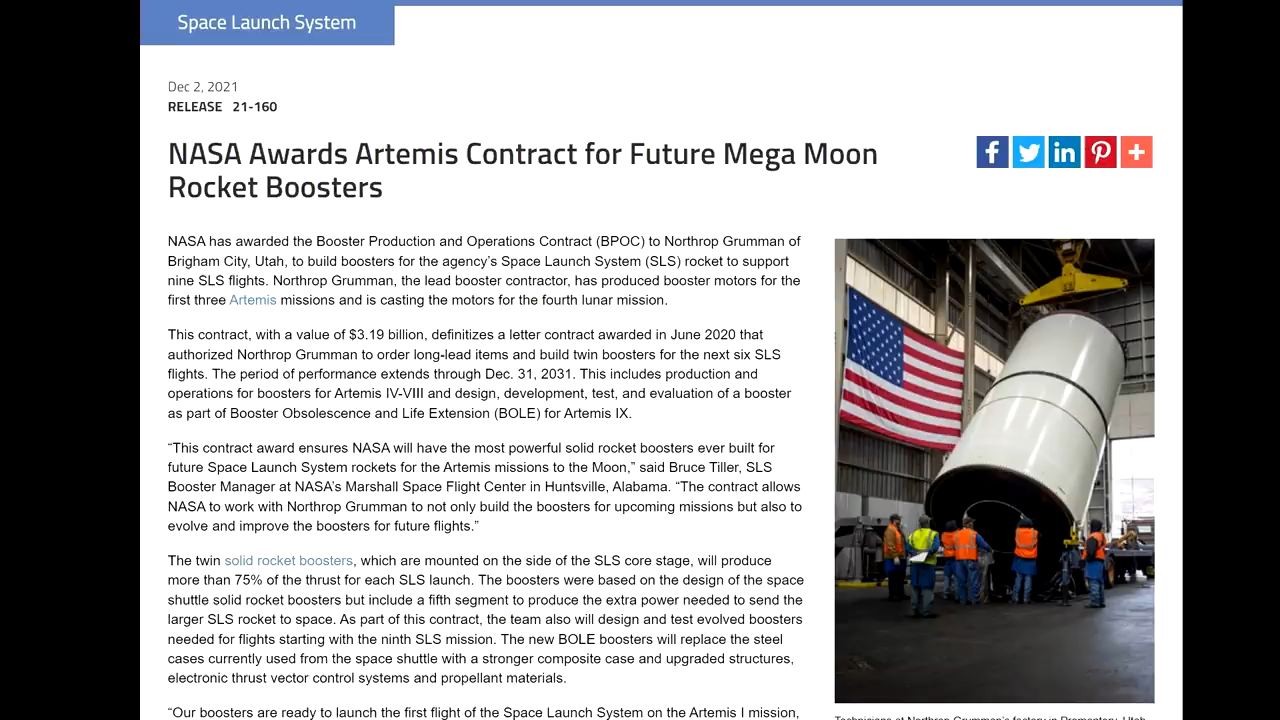 Space Launch System
Dec 2, 2021
RELEASE 21-160
NASA Awards Artemis Contract for Future Mega Moon
Rocket Boosters
NASA has awarded the Booster Production and Operations Contract (BPOC) to Northrop Grumman of
Brigham City, Utah, to build boosters for the agency’s Space Launch System (SLS) rocket to support
nine SLS flights. Northrop Grumman, the lead booster contractor, has produced booster motors for the
first three Artemis missions and is casting the motors for the fourth lunar mission.
This contract, with a value of $3.19 billion, definitizes a letter contract awarded in June 2020 that
authorized Northrop Grumman to order long-lead items and build twin boosters for the next six SLS
flights. The period of performance extends through Dec. 31, 2031. This includes production and
operations for boosters for Artemis IV-VIII and design, development, test, and evaluation of a booster
as part of Booster Obsolescence and Life Extension (BOLE) for Artemis IX.
“This contract award ensures NASA will have the most powerful solid rocket boosters ever built for
future Space Launch System rockets for the Artemis missions to the Moon,” said Bruce Tiller, SLS
Booster Manager at NASA’s Marshall Space Flight Center in Huntsville, Alabama. “The contract allows
NASA to work with Northrop Grumman to not only build the boosters for upcoming missions but also to
evolve and improve the boosters for future flights.”
The twin solid rocket boosters, which are mounted on the side of the SLS core stage, will produce
more than 75% of the thrust for each SLS launch. The boosters were based on the design of the space
shuttle solid rocket boosters but include a fifth segment to produce the extra power needed to send the
larger SLS rocket to space. As part of this contract, the team also will design and test evolved boosters
needed for flights starting with the ninth SLS mission. The new BOLE boosters will replace the steel
cases currently used from the space shuttle with a stronger composite case and upgraded structures,
electronic thrust vector control systems and propellant materials.
“Our boosters are ready to launch the first flight of the Space Launch System on the Artemis I mission,
Technicians at Northrop Grumman's factory in Promontory, Utah